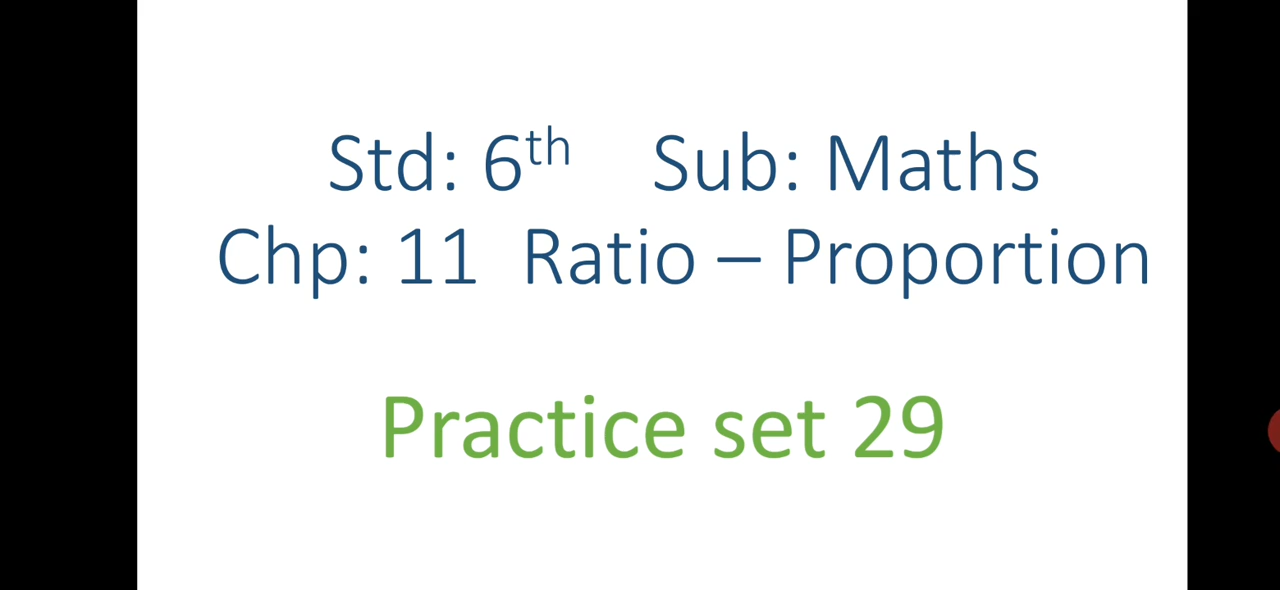 Std: 6th Sub: Maths
Chp: 11 Ratio – Proportion
Practice set 29